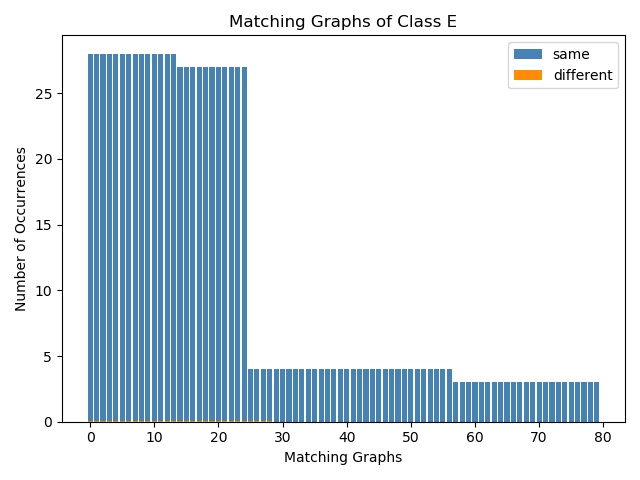 Matching Graphs of Class E
same
different
Number of Occurrences
25
20
15
10
5
0
0 10 20 30 40 50 60 70 80
Matching Graphs